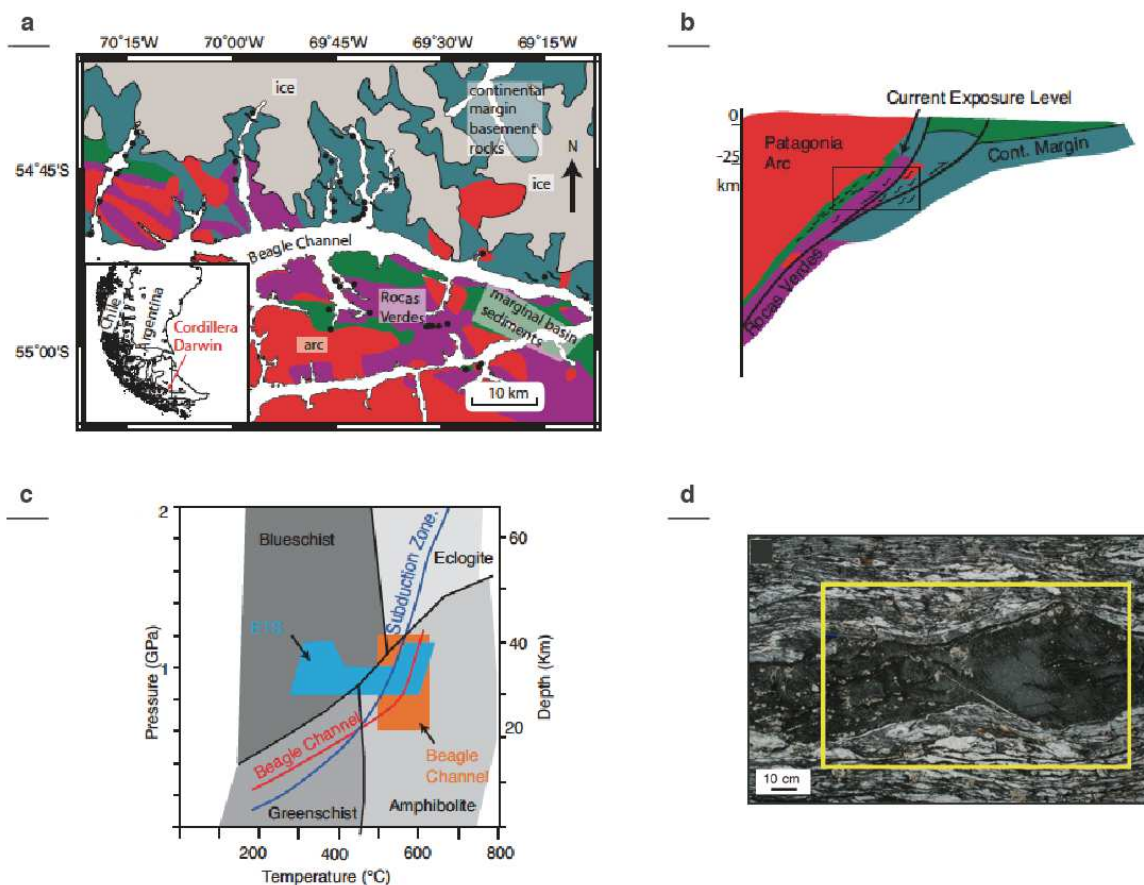 a
70°15'W 70°00'W 69°45'W 69°30'W 69°15'W
ice
continental
margin
basement
rocks
N
54°45'S
ice
Beagle Channel
Rocas
Verdes
marginal basin
sediments
Chile
Argentina
Cordillera
Darwin
arc
55°00'S
10 km
b
Current Exposure Level
0
Patagonia
Arc
Cont. Margin
-25
km
Rocas Verdes
c
2
Blueschist
60
Eclogite
Subduction Zone.
ETS
40
1
Pressure (GPa)
Depth (Km)
20
Beagle Channel
Beagle
Channel
Greenschist
Amphibolite
200 400 600 800
Temperature (°C)
d
10 cm